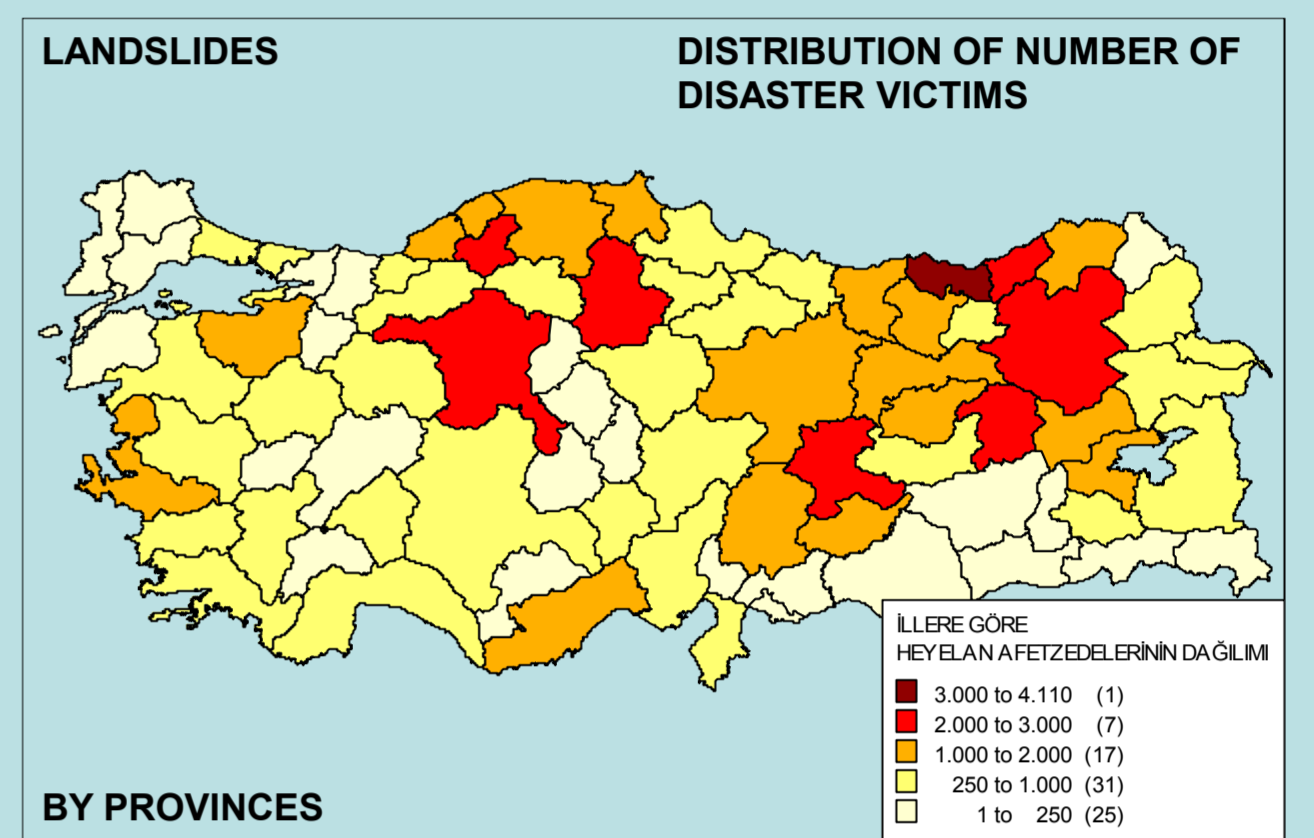 LANDSLIDES
DISTRIBUTION OF NUMBER OF
DISASTER VICTIMS
İLLERE GÖRE
HEYELAN AFETZEDELERİNİN DAĞILIMI
3.000 to 4.110 (1)
2.000 to 3.000 (7)
1.000 to 2.000 (17)
250 to 1.000 (31)
1 to 250 (25)
BY PROVINCES